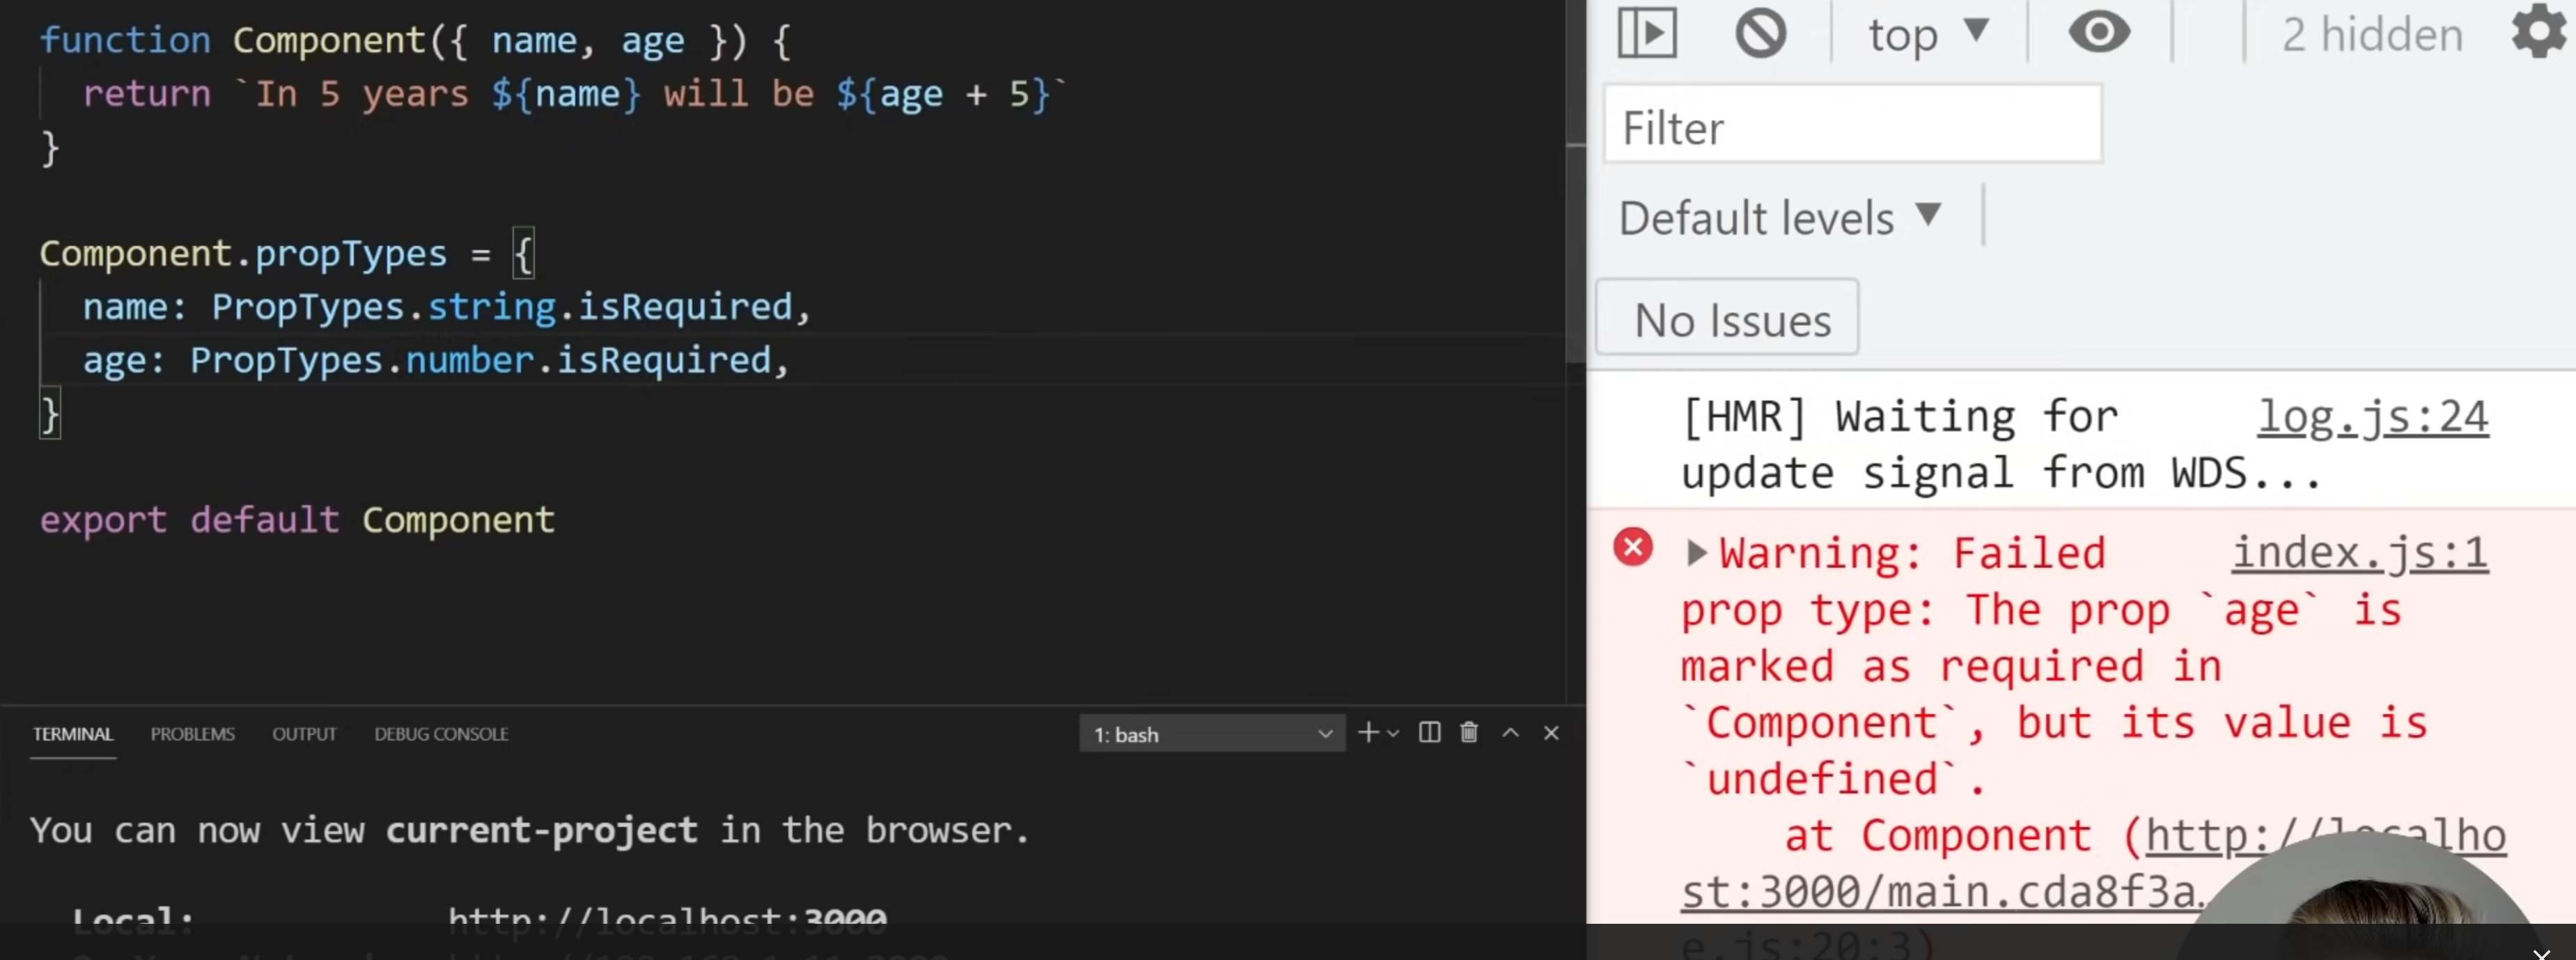 function Component({ name, age }) {
return `In 5 years ${name} will be ${age + 5}`
}
Component.propTypes = {
name: PropTypes.string.isRequired,
age: PropTypes.number.isRequired,
}
export default Component
TERMINAL PROBLEMS OUTPUT DEBUG CONSOLE
1: bash
You can now view current-project in the browser.
Local: http://localhost:3000
top
2 hidden
Filter
Default levels
No Issues
[HMR] Waiting for log.js:24
update signal from WDS...
Warning: Failed index.js:1
prop type: The prop `age` is
marked as required in
`Component`, but its value is
`undefined`.
at Component (http://localho
st:3000/main.cda8f3a.
e.js:20:3)